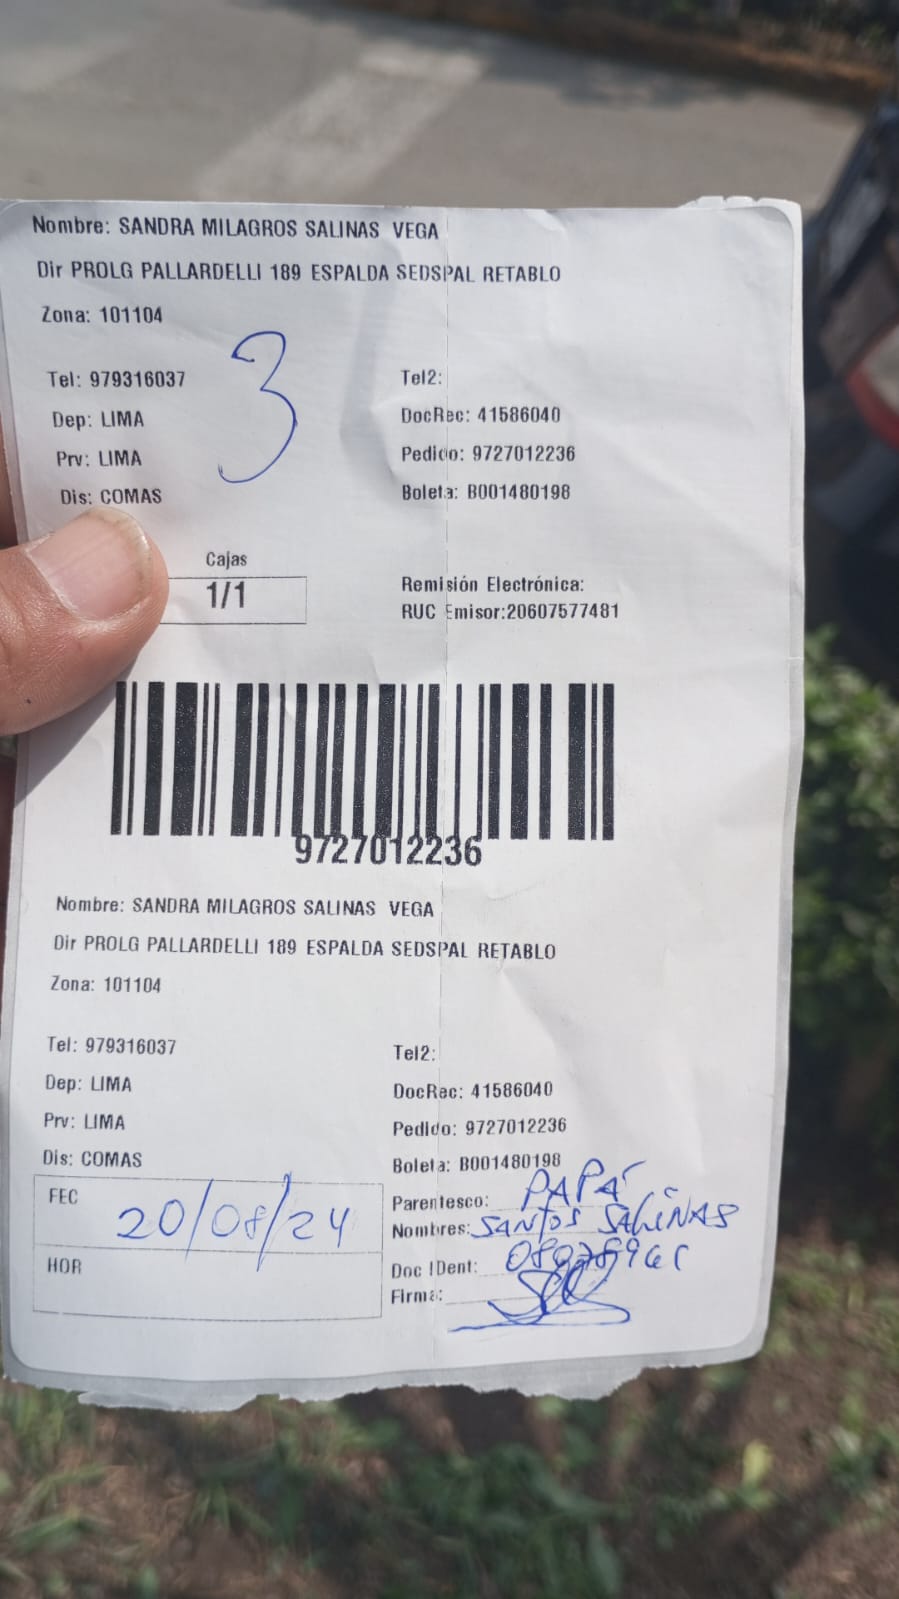 Nombre: SANDRA MILAGROS SALINAS VEGA
Dir PROLG PALLARDELLI 189 ESPALDA SEDSPAL RETABLO
Zona: 101104
3
Tel: 979316037 Tel2:
Dep: LIMA DocRec: 41586040
Prv: LIMA Pedido: 9727012236
Dis: COMAS Boleta: B001480198
Cajas
1/1
Remisión Electrónica:
RUC Emisor:20607577481
9727012236
Nombre: SANDRA MILAGROS SALINAS VEGA
Dir PROLG PALLARDELLI 189 ESPALDA SEDSPAL RETABLO
Zona: 101104
Tel: 979316037 Tel2:
Dep: LIMA DocRec: 41586040
Prv: LIMA Pedido: 9727012236
Dis: COMAS Boleta: B001480198
FEC 20/08/24 Parentesco: PAPÁ
Nombres: SANTOS SALINAS
HOR Doc IDent:
Firma: